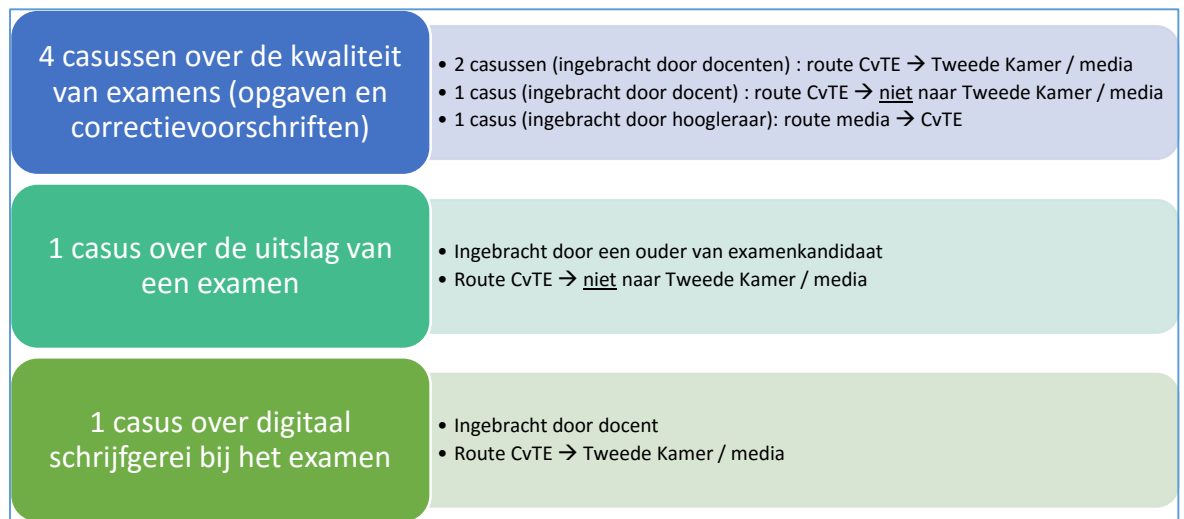 4 casussen over de kwaliteit
van examens (opgaven en
correctievoorschriften)
• 2 casussen (ingebracht door docenten) : route CvTE → Tweede Kamer / media
• 1 casus (ingebracht door docent) : route CvTE → niet naar Tweede Kamer / media
• 1 casus (ingebracht door hoogleraar): route media → CvTE
1 casus over de uitslag van
een examen
• Ingebracht door een ouder van examenkandidaat
• Route CvTE → niet naar Tweede Kamer / media
1 casus over digitaal
schrijfgerei bij het examen
• Ingebracht door docent
• Route CvTE → Tweede Kamer / media